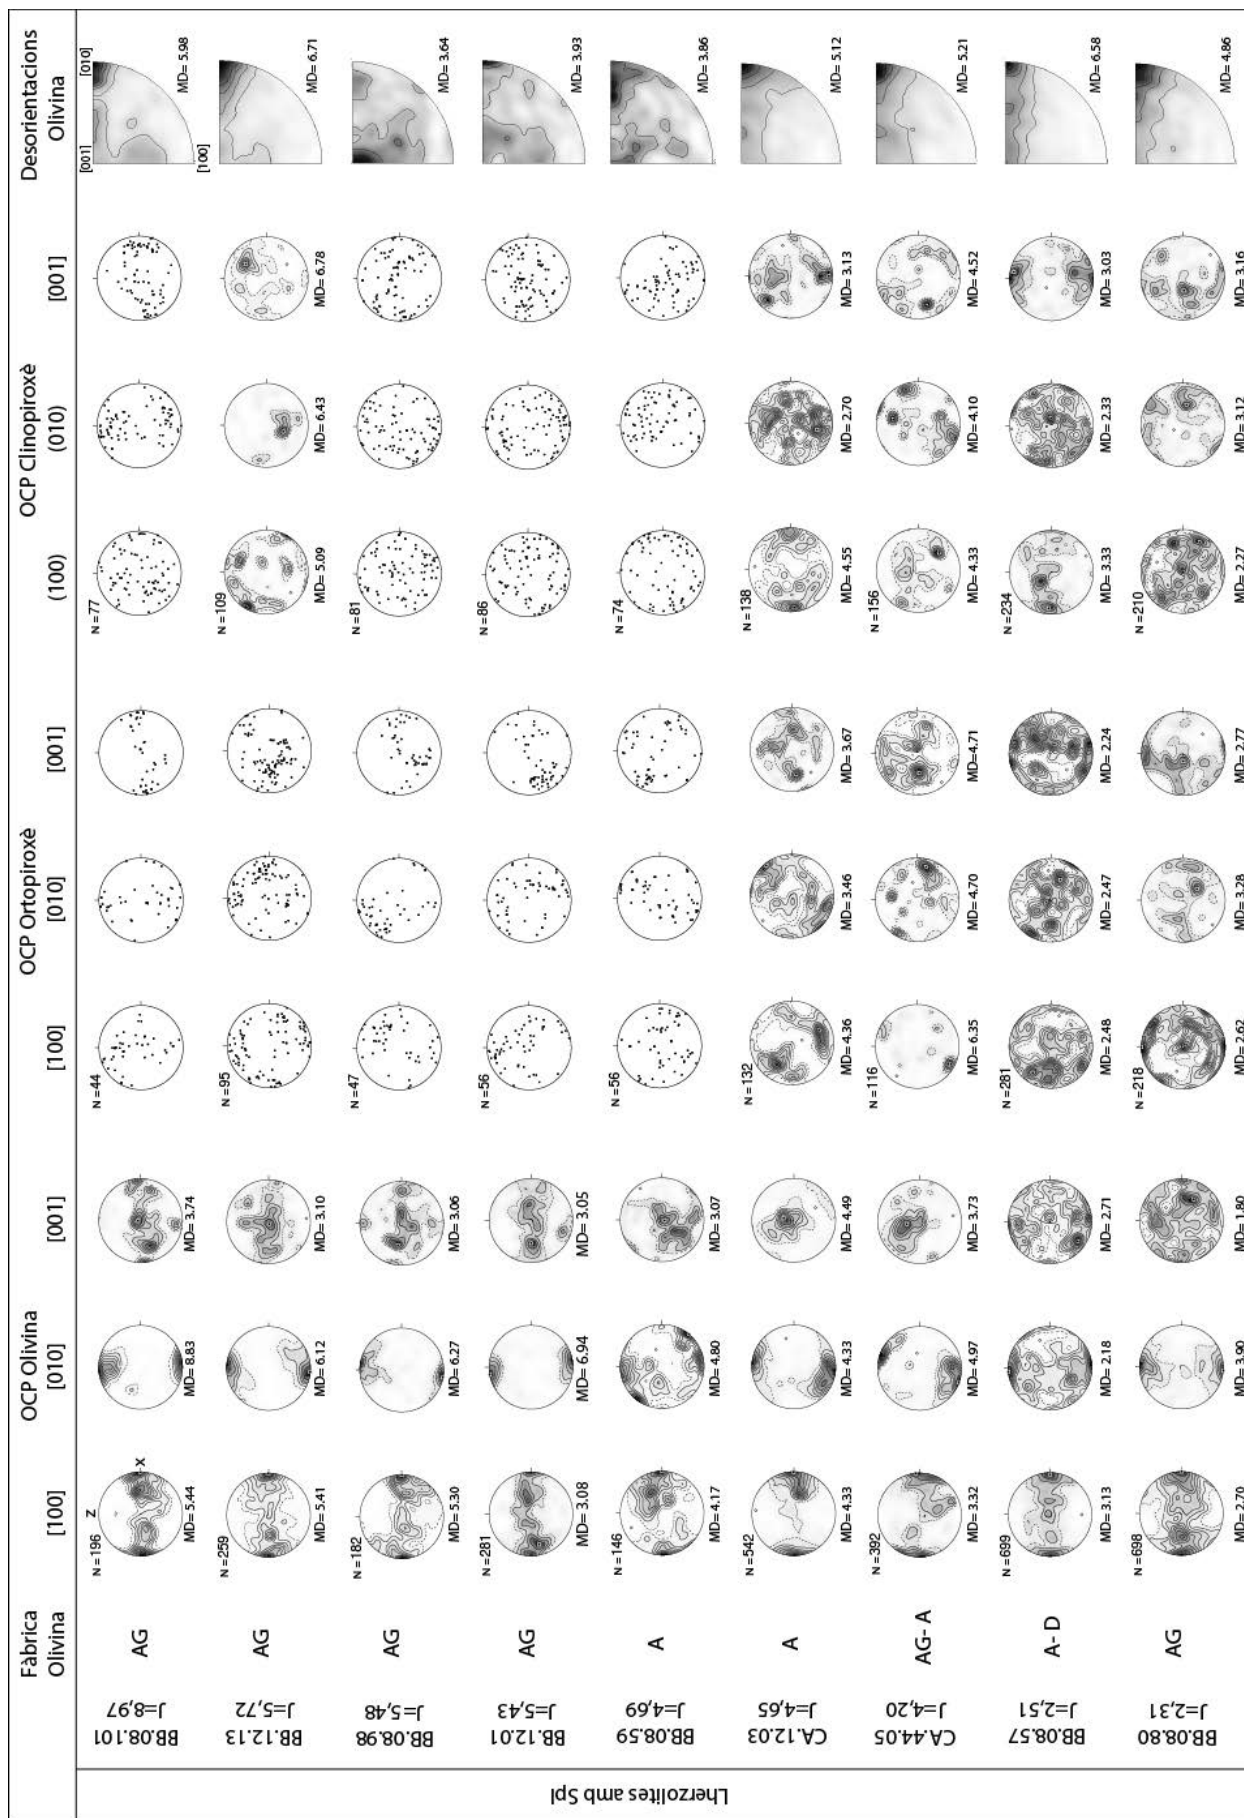 Fàbrica Olivina
OCP Olivina
OCP Ortopiroxè
OCP Clinopiroxè
Desorientacions Olivina
[100] [010] [001] [100] [010] [001] (100) (010) [001]
Lherzolites amb Spl
BB.08.101
J=8,97
AG
N =196
Z
X
MD= 5.44
MD= 8.83
MD= 3.74
N =44
N =77
[001] [010]
[100]
MD= 5.98
BB.12.13
J=5,72
AG
N =259
MD= 5.41
MD= 6.12
MD= 3.10
N =95
N =109
MD= 5.09
MD= 6.43
MD= 6.78
MD= 6.71
BB.08.98
J=5,48
AG
N =182
MD= 5.30
MD= 6.27
MD= 3.06
N =47
N =81
MD= 3.64
BB.12.01
J=5,43
AG
N =281
MD= 3.08
MD= 6.94
MD= 3.05
N =56
N =86
MD= 3.93
BB.08.59
J=4,69
A
N =146
MD= 4.17
MD= 4.80
MD= 3.07
N =56
N =74
MD= 3.86
CA.12.03
J=4,65
A
N =542
MD= 4.33
MD= 4.33
MD= 4.49
N =132
MD= 4.36
MD= 3.46
MD= 3.67
N =138
MD= 4.55
MD= 2.70
MD= 3.13
MD= 5.12
CA.44.05
J=4,20
AG- A
N =392
MD= 3.32
MD= 4.97
MD= 3.73
N =116
MD= 6.35
MD= 4.70
MD=4.71
N =156
MD= 4.33
MD= 4.10
MD= 4.52
MD= 5.21
BB.08.57
J=2,51
A- D
N =699
MD= 3.13
MD= 2.18
MD= 2.71
N =281
MD= 2.48
MD= 2.47
MD= 2.24
N =234
MD= 3.33
MD= 2.33
MD= 3.03
MD= 6.58
BB.08.80
J=2,31
AG
N =698
MD= 2.70
MD= 3.90
MD= 1.80
N =218
MD= 2.62
MD= 3.28
MD= 2.77
N =210
MD= 2.27
MD= 3.12
MD= 3.16
MD= 4.86